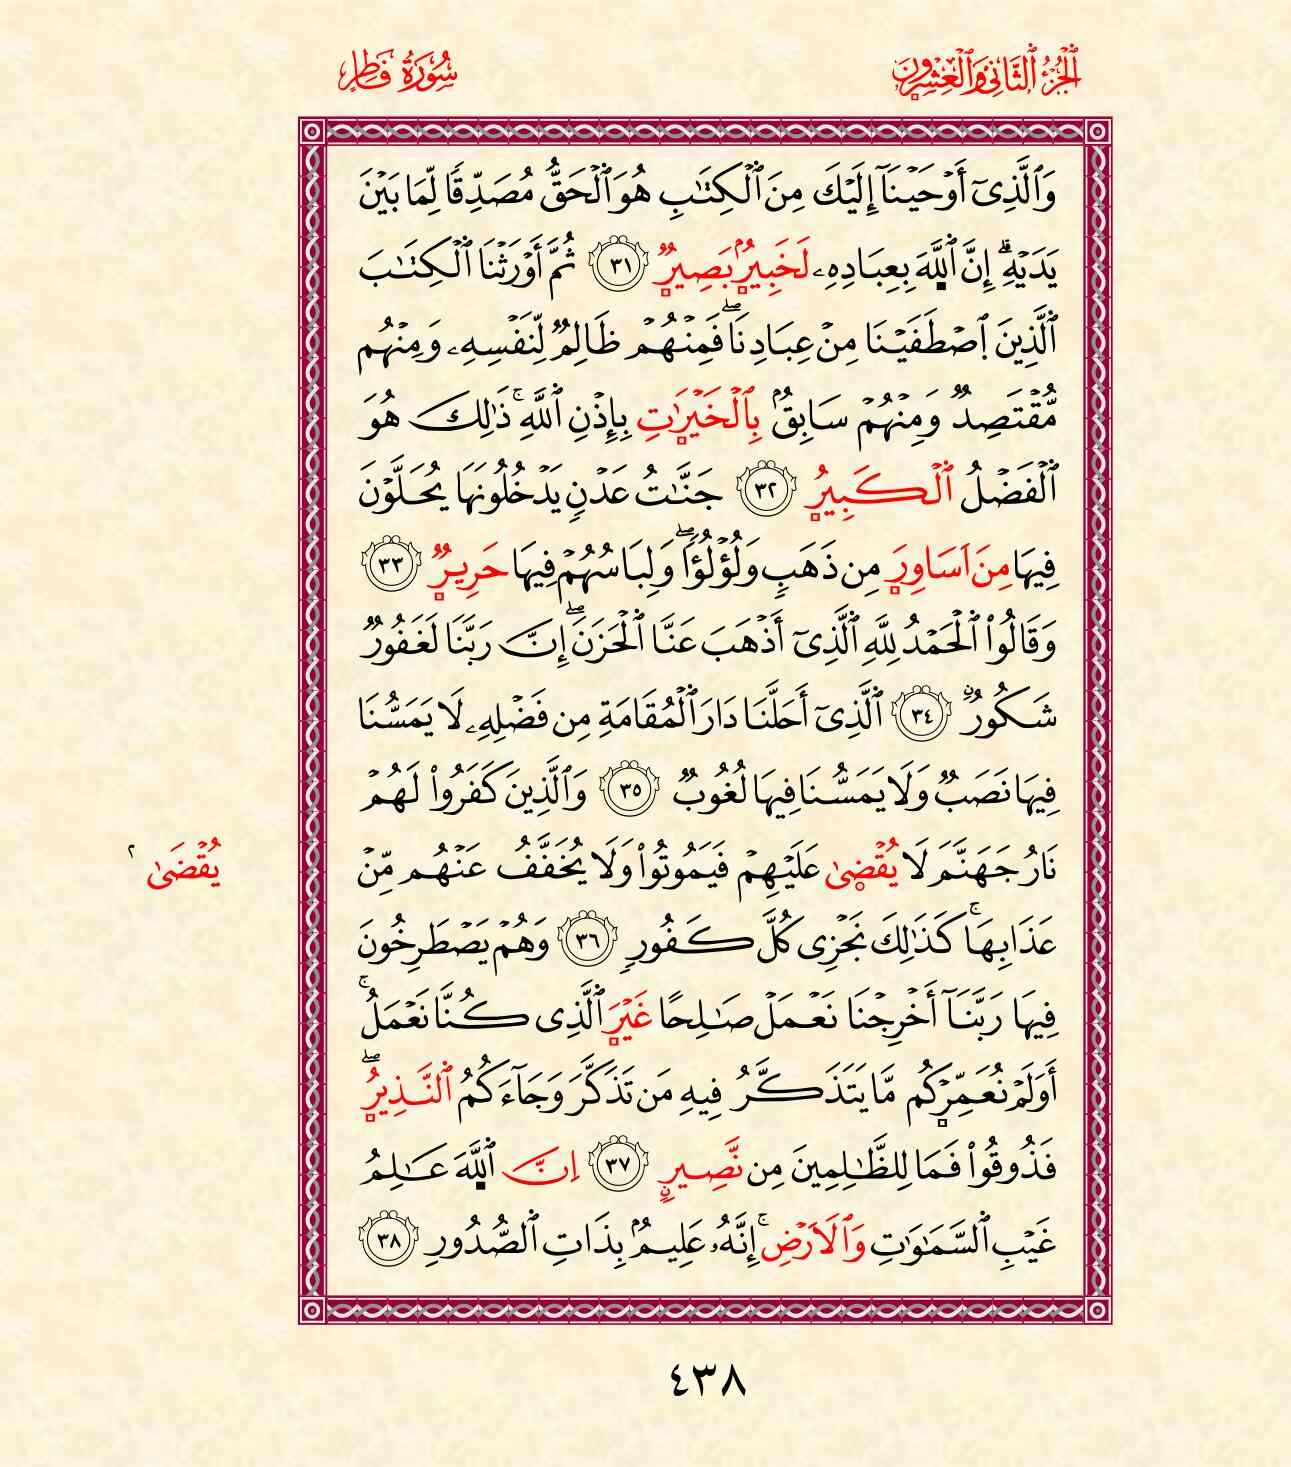 الجزء الثاني والعشرون
سورة فاطر
وَٱلَّذِىٓ أَوْحَيْنَآ إِلَيْكَ مِنَ ٱلْكِتَٰبِ هُوَ ٱلْحَقُّ مُصَدِّقًا لِّمَا بَيْنَ
يَدَيْهِۗ إِنَّ ٱللَّهَ بِعِبَادِهِۦ لَخَبِيرٌۢ بَصِيرٌ ٣١ ثُمَّ أَوْرَثْنَا ٱلْكِتَٰبَ
ٱلَّذِينَ ٱصْطَفَيْنَا مِنْ عِبَادِنَاۖ فَمِنْهُمْ ظَالِمٌ لِّنَفْسِهِۦ وَمِنْهُم
مُّقْتَصِدٌ وَمِنْهُمْ سَابِقٌۢ بِٱلْخَيْرَٰتِ بِإِذْنِ ٱللَّهِۚ ذَٰلِكَ هُوَ
ٱلْفَضْلُ ٱلْكَبِيرُ ٣٢ جَنَّٰتُ عَدْنٍ يَدْخُلُونَهَا يُحَلَّوْنَ
فِيهَا مِنَ اَسَاوِرَ مِن ذَهَبٍ وَلُؤْلُؤًاۖ وَلِبَاسُهُمْ فِيهَا حَرِيرٌ ٣٣
وَقَالُوا۟ ٱلْحَمْدُ لِلَّهِ ٱلَّذِىٓ أَذْهَبَ عَنَّا ٱلْحَزَنَۖ إِنَّ رَبَّنَا لَغَفُورٌ
شَكُورٌ ٣٤ ٱلَّذِىٓ أَحَلَّنَا دَارَ ٱلْمُقَامَةِ مِن فَضْلِهِۦ لَا يَمَسُّنَا
فِيهَا نَصَبٌ وَلَا يَمَسُّنَا فِيهَا لُغُوبٌ ٣٥ وَٱلَّذِينَ كَفَرُوا۟ لَهُمْ
نَارُ جَهَنَّمَ لَا يُقْضىٰ عَلَيْهِمْ فَيَمُوتُوا۟ وَلَا يُخَفَّفُ عَنْهُم مِّنْ
يُقْضَىٰ ٢
عَذَابِهَاۚ كَذَٰلِكَ نَجْزِى كُلَّ كَفُورٍ ٣٦ وَهُمْ يَصْطَرِخُونَ
فِيهَا رَبَّنَآ أَخْرِجْنَا نَعْمَلْ صَٰلِحًا غَيْرَ ٱلَّذِى كُنَّا نَعْمَلُۚ
أَوَلَمْ نُعَمِّرْكُم مَّا يَتَذَكَّرُ فِيهِ مَن تَذَكَّرَ وَجَآءَكُمُ ٱلنَّذِيرُۖ
فَذُوقُوا۟ فَمَا لِلظَّٰلِمِينَ مِن نَّصِيرٍ ٣٧ اِنَّ ٱللَّهَ عَٰلِمُ
غَيْبِ ٱلسَّمَٰوَٰتِ وَٱلَارْضِۚ إِنَّهُۥ عَلِيمٌۢ بِذَاتِ ٱلصُّدُورِ ٣٨
٤٣٨